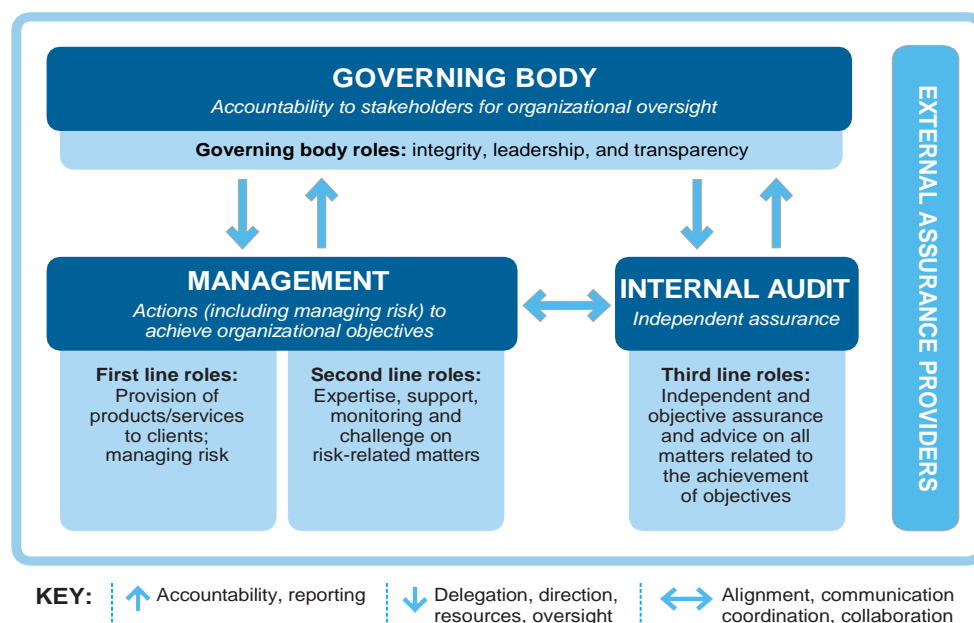 GOVERNING BODY
Accountability to stakeholders for organizational oversight
Governing body roles: integrity, leadership, and transparency
MANAGEMENT
Actions (including managing risk) to
achieve organizational objectives
INTERNAL AUDIT
Independent assurance
First line roles:
Provision of
products/services
to clients;
managing risk
Second line roles:
Expertise, support,
monitoring and
challenge on
risk-related matters
Third line roles:
Independent and
objective assurance
and advice on all
matters related to
the achievement
of objectives
EXTERNAL ASSURANCE PROVIDERS
KEY:
Accountability, reporting
Delegation, direction,
resources, oversight
Alignment, communication
coordination, collaboration